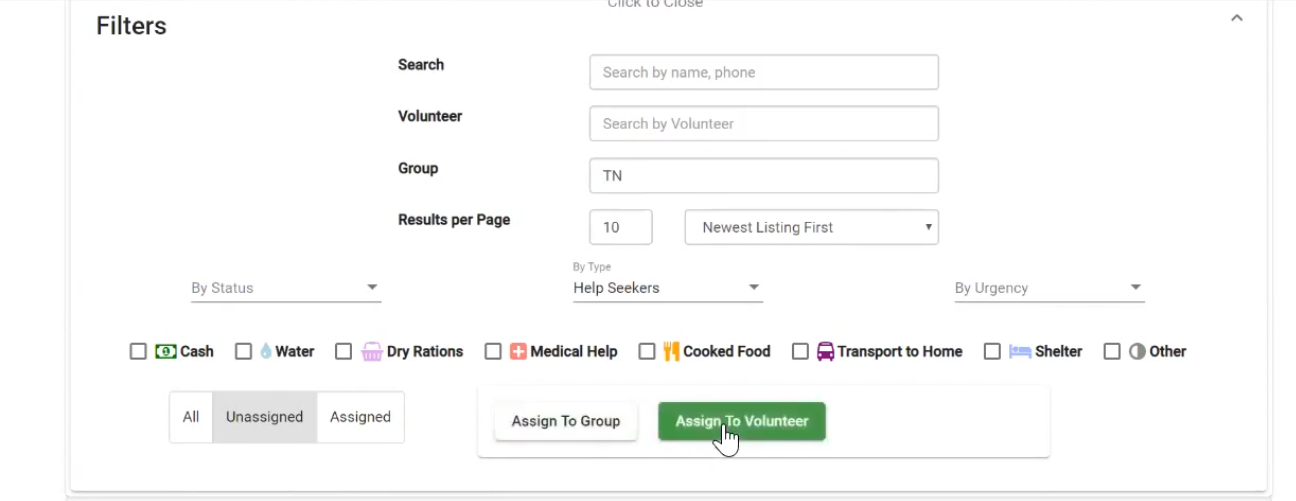 Click to Close
Filters
Search
Search by name, phone
Volunteer
Search by Volunteer
Group
TN
Results per Page
10
Newest Listing First
By Status
By Type
Help Seekers
By Urgency
Cash Water Dry Rations Medical Help Cooked Food Transport to Home Shelter Other
All Unassigned Assigned
Assign To Group
Assign To Volunteer